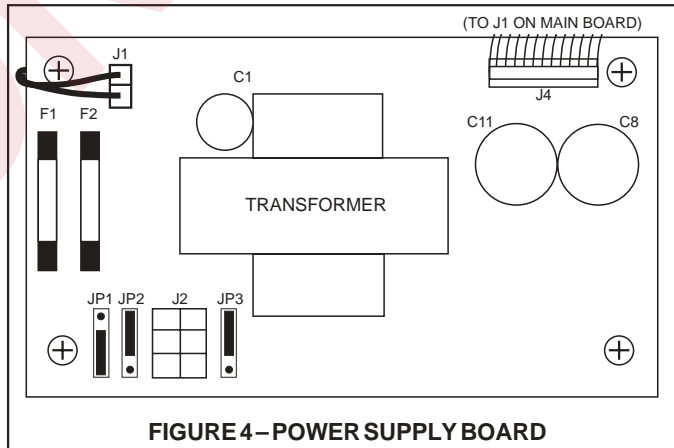 (TO J1 ON MAIN BOARD)
J1
C1
J4
F1 F2
C11 C8
TRANSFORMER
JP1 JP2 J2 JP3
FIGURE 4–POWER SUPPLY BOARD